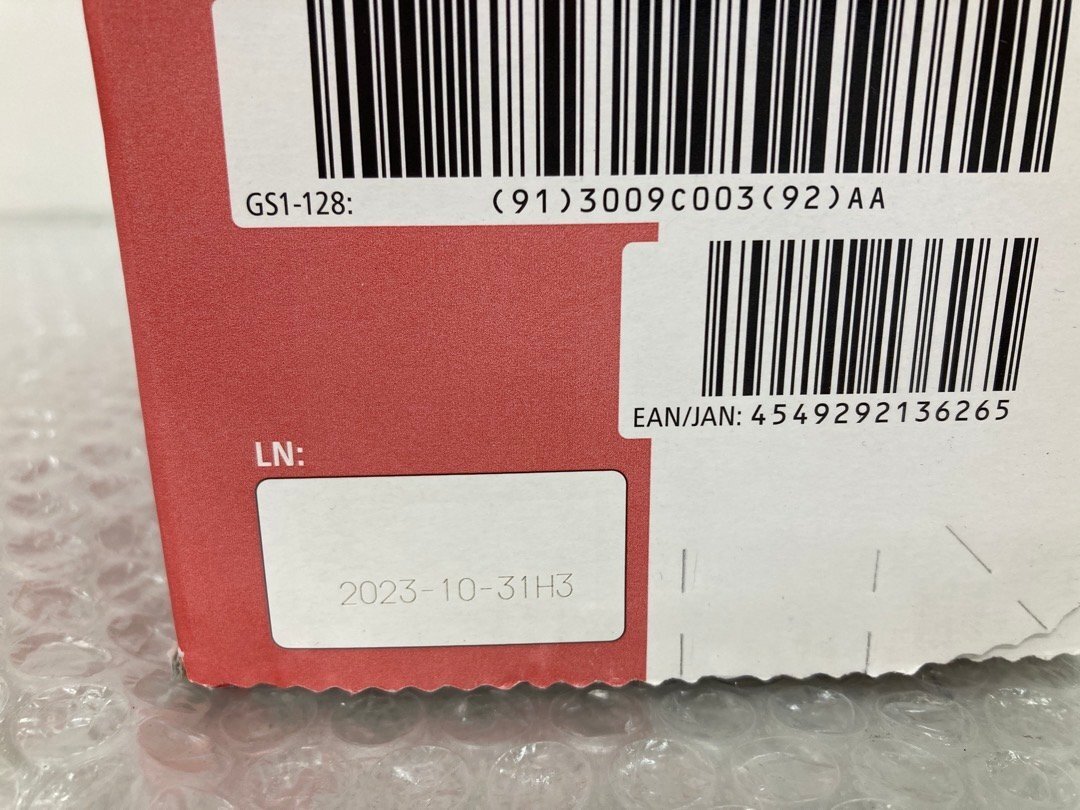 GS1-128: (91)3009C003(92)AA
EAN/JAN: 4549292136265
LN:
2023-10-31H3